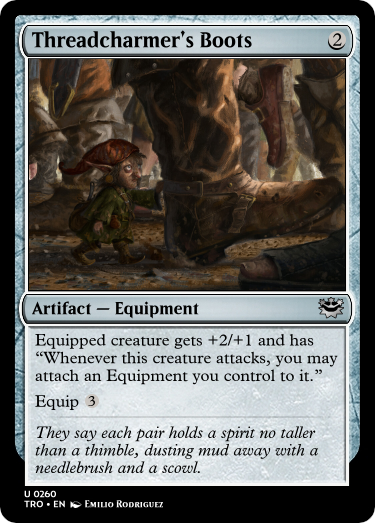 Threadcharmer's Boots 2
Artifact — Equipment
Equipped creature gets +2/+1 and has
“Whenever this creature attacks, you may
attach an Equipment you control to it.”
Equip 3
They say each pair holds a spirit no taller
than a thimble, dusting mud away with a
needlebrush and a scowl.
U 0260
TRO • EN Emilio Rodriguez